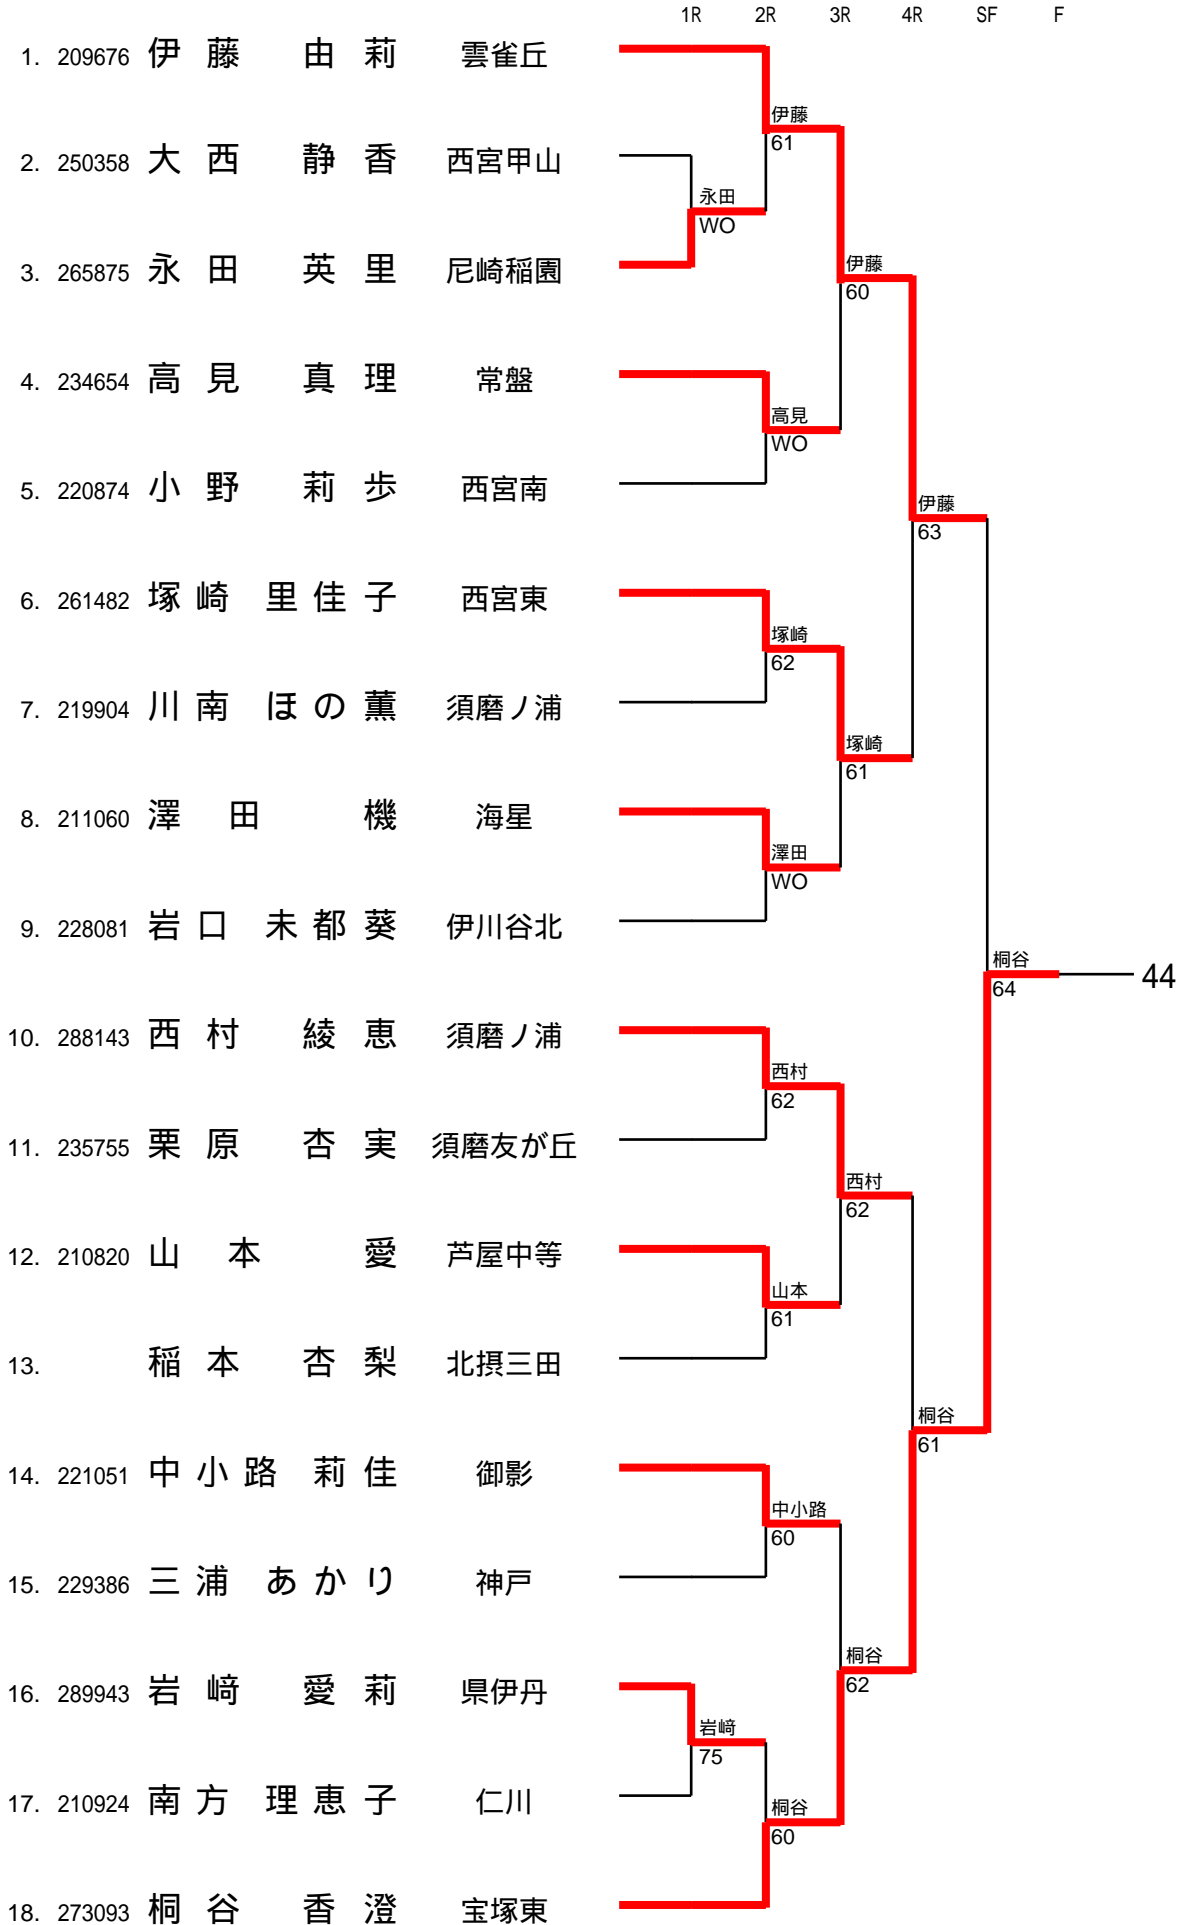 1R 2R 3R 4R SF F
1. 209676 伊藤 由莉 雲雀丘
伊藤
61
2. 250358 大西 静香 西宮甲山
永田
WO
3. 265875 永田 英里 尼崎稲園
伊藤
60
4. 234654 高見 真理 常盤
高見
WO
5. 220874 小野 莉歩 西宮南
伊藤
63
6. 261482 塚崎 里佳子 西宮東
塚崎
62
7. 219904 川南 ほの薫 須磨ノ浦
塚崎
61
8. 211060 澤田 機 海星
澤田
WO
9. 228081 岩口 未都葵 伊川谷北
桐谷
64
44
10. 288143 西村 綾恵 須磨ノ浦
西村
62
11. 235755 栗原 杏実 須磨友が丘
西村
62
12. 210820 山本 愛 芦屋中等
山本
61
13. 稲本 杏梨 北摂三田
桐谷
61
14. 221051 中小路 莉佳 御影
中小路
60
15. 229386 三浦 あかり 神戸
桐谷
62
16. 289943 岩﨑 愛莉 県伊丹
岩﨑
75
17. 210924 南方 理恵子 仁川
桐谷
60
18. 273093 桐谷 香澄 宝塚東